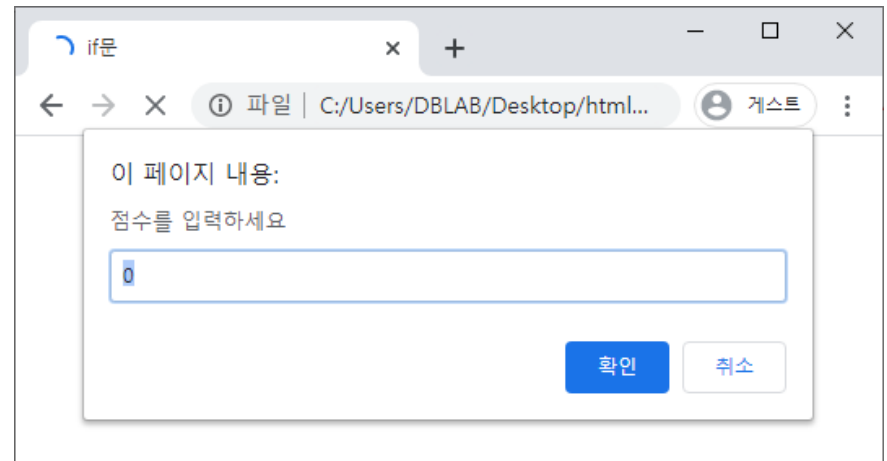 if문
파일 | C:/Users/DBLAB/Desktop/html... 게스트
이 페이지 내용:
점수를 입력하세요
0
확인 취소